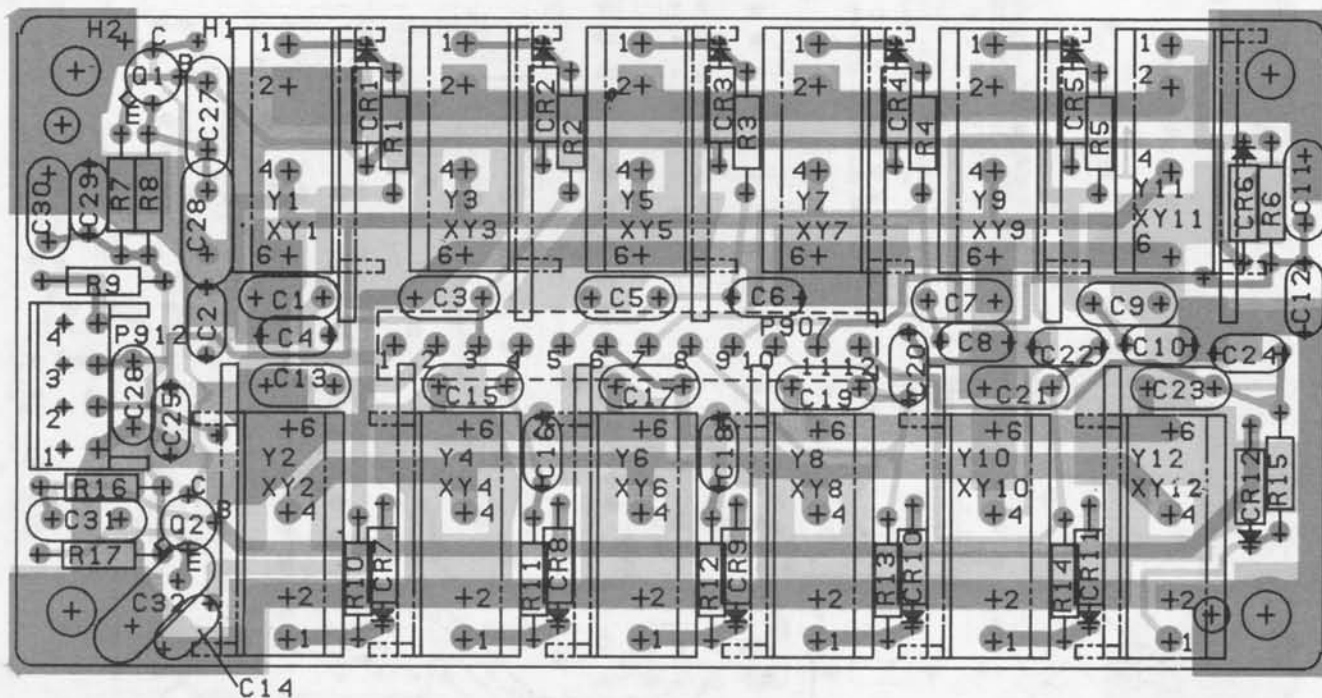 H2 C H1
Q1 B
E
C27
C30 C29 R7 R8 C28
1 2 4 Y1 XY1 6 CR1 R1
2 4 Y3 XY3 6 CR2 R2
1 2 4 Y5 XY5 6 CR3 R3
1 2 4 Y7 XY7 6 CR4 R4
1 2 4 Y9 XY9 6 CR5 R5
1 2 4 Y11 XY11 6 CR6 R6 C11
R9 C2 C1 C3 C5 C6 C7 C9 C12
C4 P907 C8 C22 C10 C24
P912
4
3
2
1
1 2 3 4 5 6 7 8 9 10 11 12
C20
C26 C25 C13 C15 C17 C19 C21 C23
6 Y2 XY2 4 2 1 R10 CR7
6 Y4 XY4 4 2 1 C16 R11 CR8
6 Y6 XY6 4 2 1 C18 R12 CR9
6 Y8 XY8 4 2 1 R13 CR10
6 Y10 XY10 4 2 1 R14 CR11
6 Y12 XY12 4 2 1 CR12 R15
R16 C
C31 Q2 B
R17 E
C32
C14